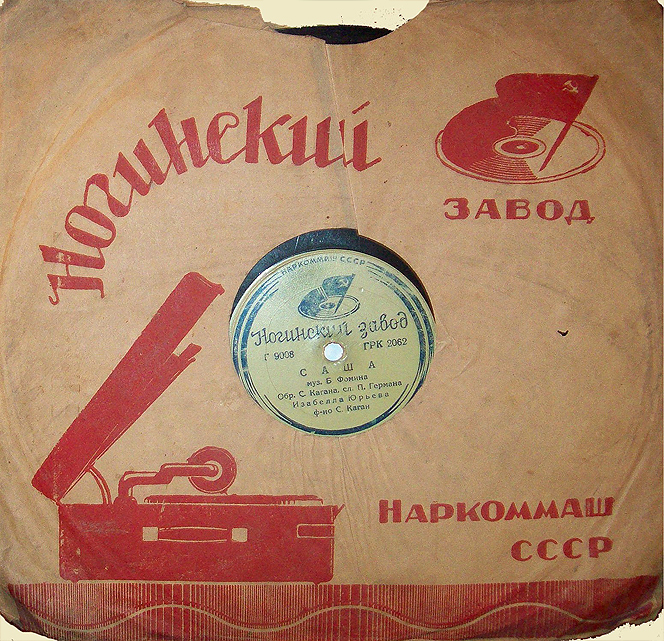 Ногинский
ЗАВОД
НАРКОММАШ СССР
Ногинский завод
Г 9008
ГРК 2062
САША
муз. Б. Фомина
Обр. С. Кагана, сл. П. Германа
Изабелла Юрьева
ф-но С. Каган
НАРКОММАШ
СССР